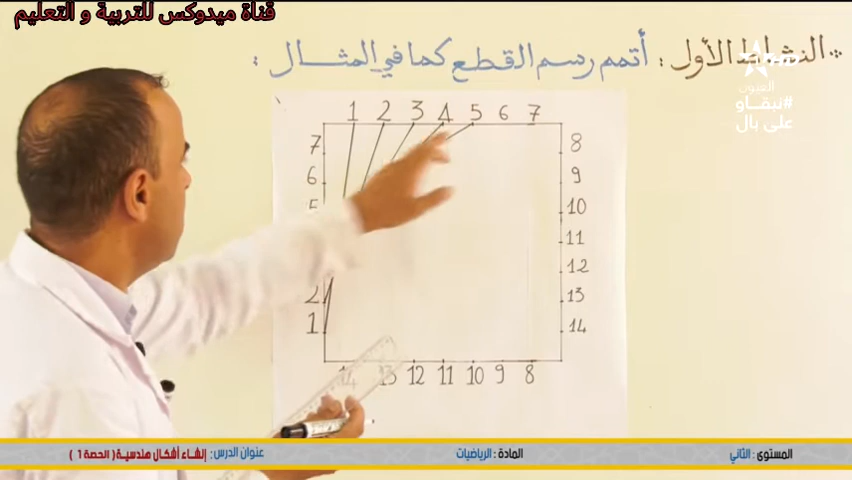 قناة ميدوكس للتربية و التعليم
النشاط الأول : أتمم رسم القطع كما في المثال :
العيون
#نبقاو
على بال
1 2 3 4 5 6 7
7 8
6 9
5 10
11
12
2 13
1 14
14 13 12 11 10 9 8
المستوى : الثاني المادة : الرياضيات عنوان الدرس : إنشاء أشكال هندسية ( الحصة 1 )